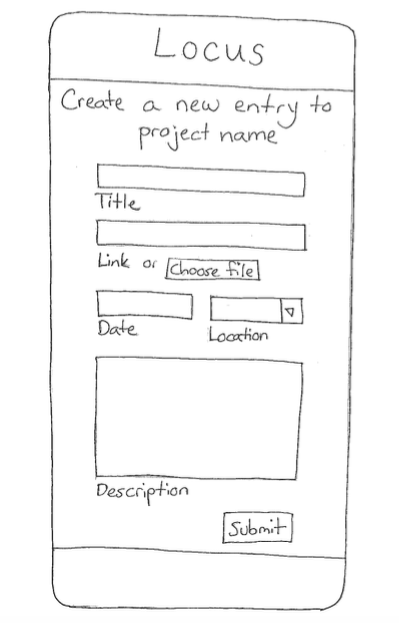 Locus
Create a new entry to
project name
Title
Link or Choose file
Date Location
Description
Submit